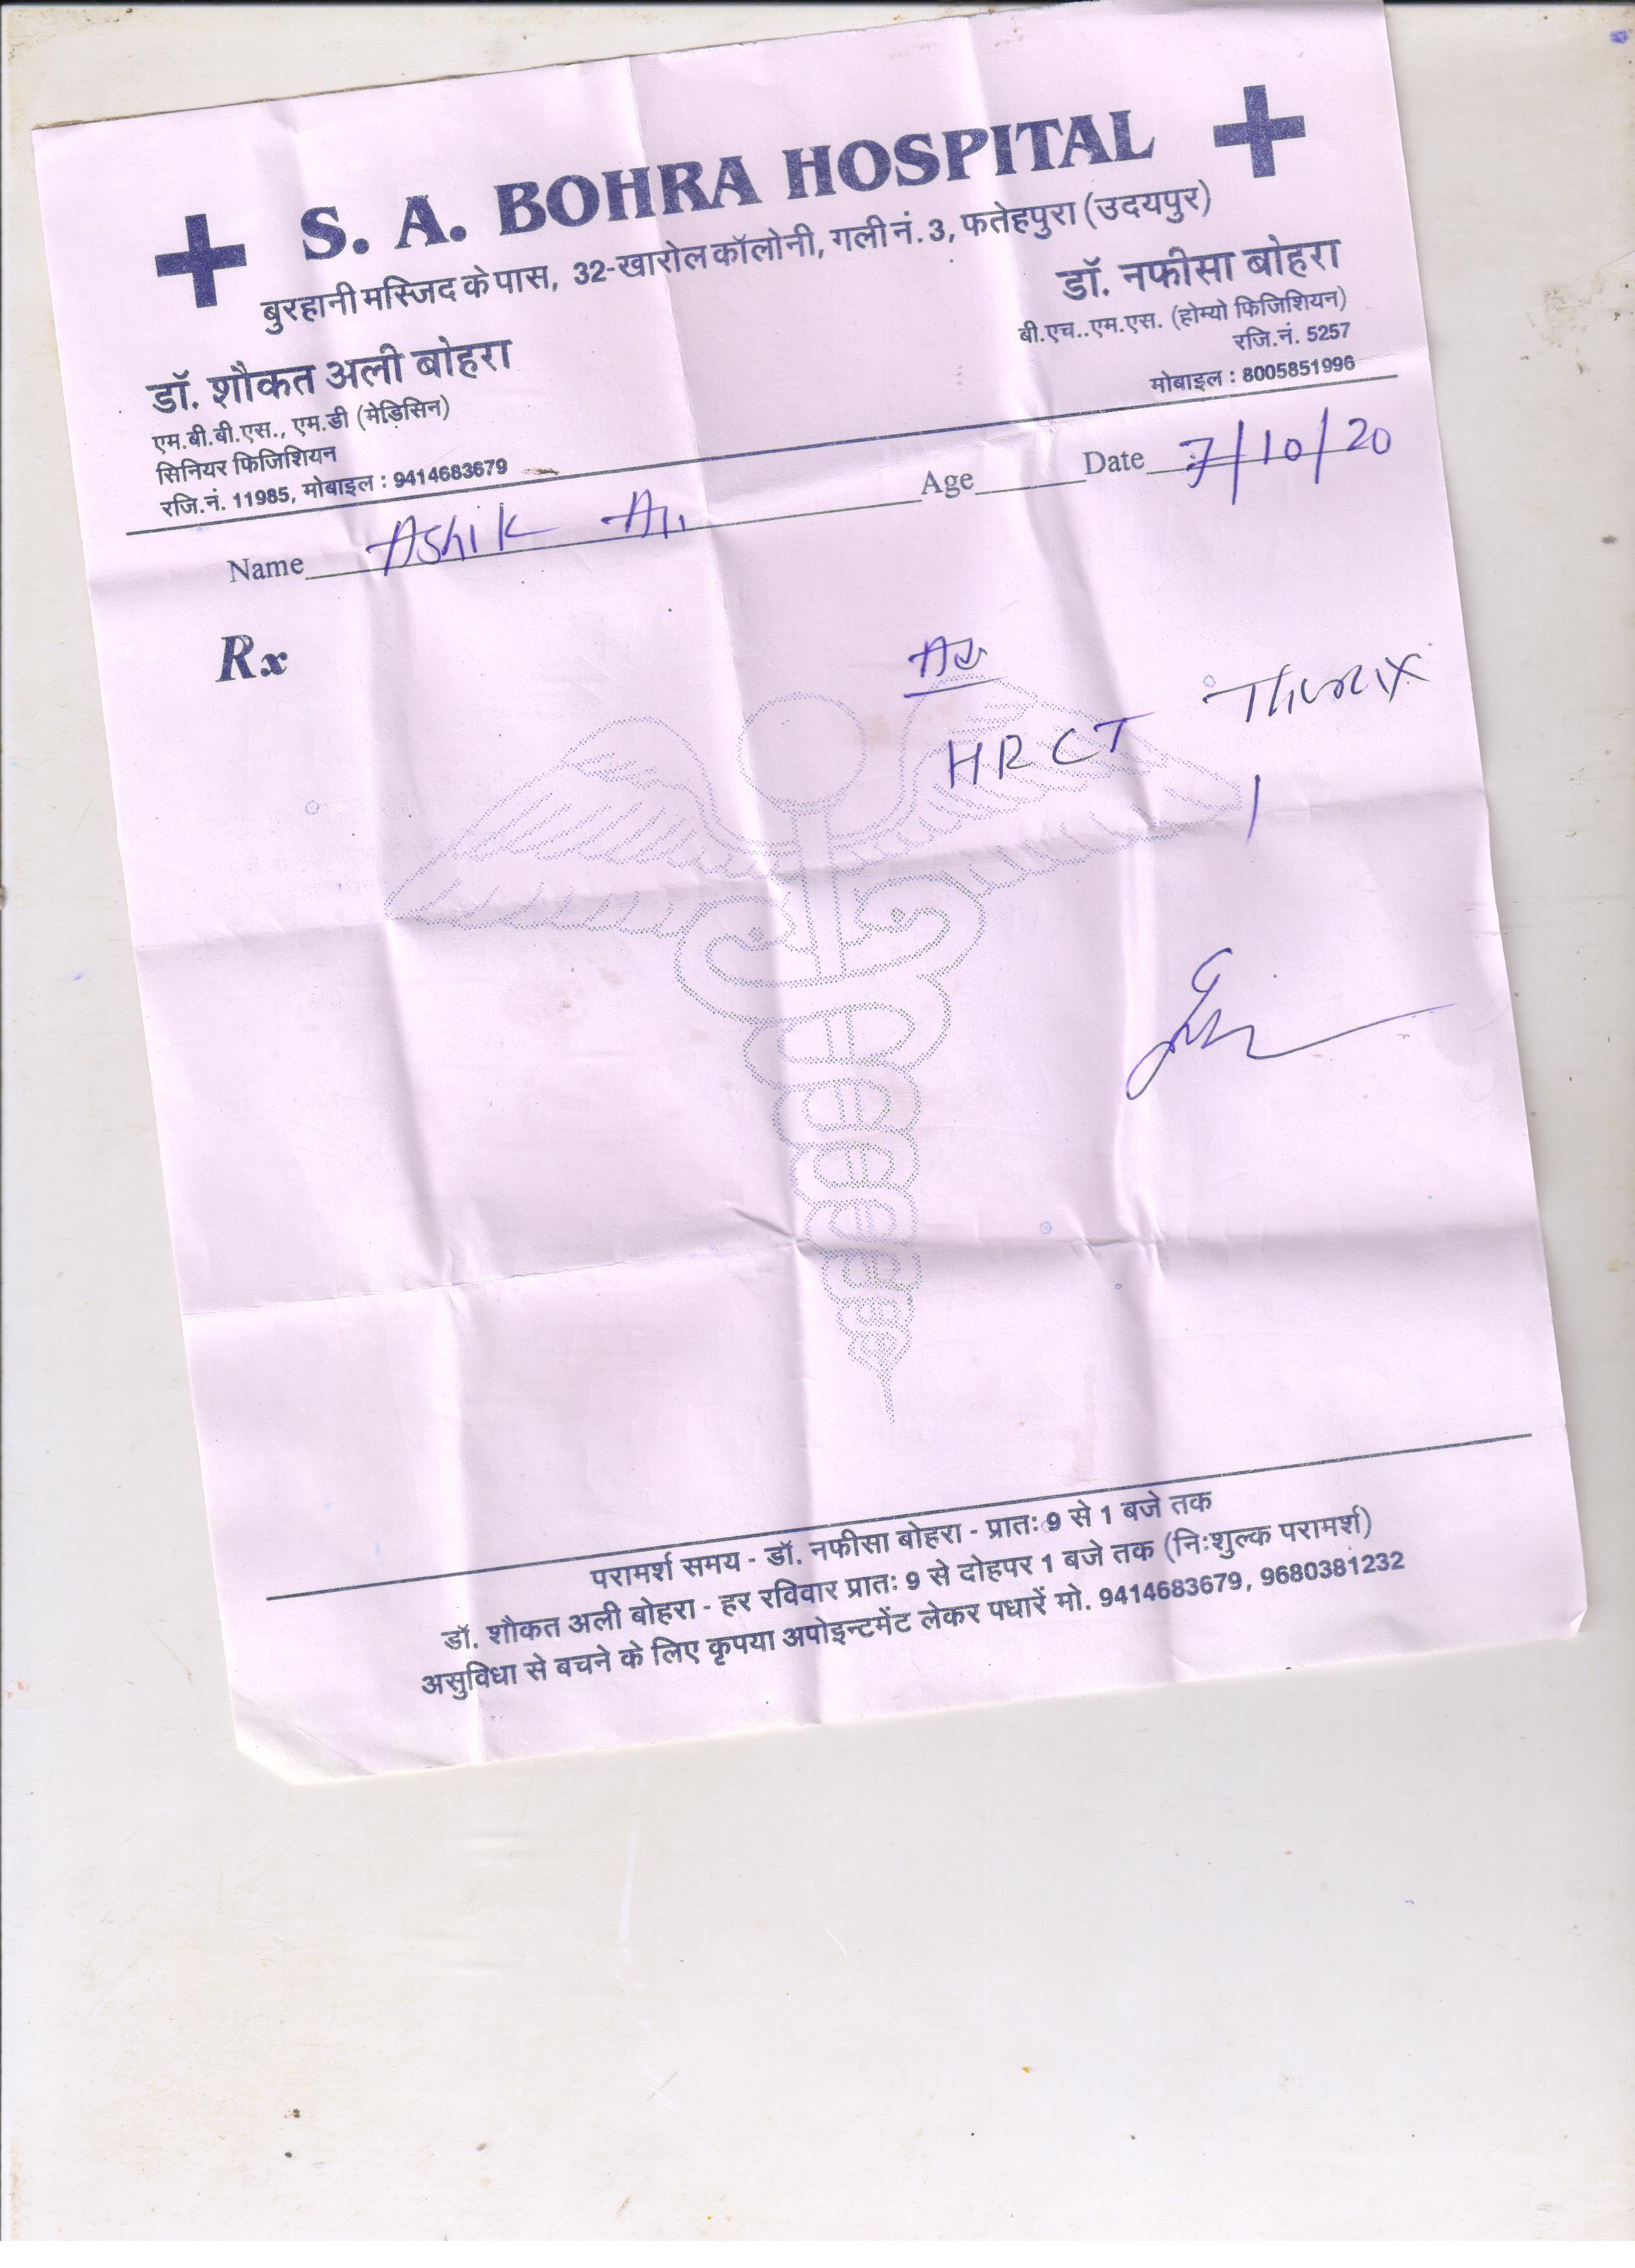 S. A. BOHRA HOSPITAL
बुरहानी मस्जिद के पास, 32-खारोल कॉलोनी, गली नं. 3, फतेहपुरा (उदयपुर)
डॉ. शौकत अली बोहरा
एम.बी.बी.एस., एम.डी (मेडिसिन)
सिनियर फिजिशियन
रजि.नं. 11985, मोबाइल : 9414683679
डॉ. नफीसा बोहरा
बी.एच..एम.एस. (होम्यो फिजिशियन)
रजि.नं. 5257
मोबाइल : 8005851996
Name Ashik Ali Age Date 7/10/20
Rx
Adv
HRCT Thorax
परामर्श समय - डॉ. नफीसा बोहरा - प्रातः 9 से 1 बजे तक
डॉ. शौकत अली बोहरा - हर रविवार प्रातः 9 से दोहपर 1 बजे तक (निःशुल्क परामर्श)
असुविधा से बचने के लिए कृपया अपोइन्टमेंट लेकर पधारें मो. 9414683679, 9680381232